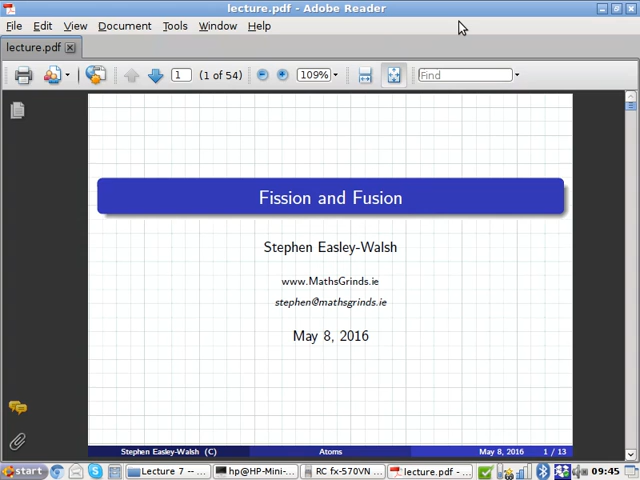 lecture.pdf - Adobe Reader
File Edit View Document Tools Window Help
lecture.pdf
1 (1 of 54) 109% Find
Fission and Fusion
Stephen Easley-Walsh
www.MathsGrinds.ie
stephen@mathsgrinds.ie
May 8, 2016
Stephen Easley-Walsh (C) Atoms May 8, 2016 1 / 13
start Lecture 7 -- ... hp@HP-Mini-... RC fx-570VN ... lecture.pdf - ... 09:45